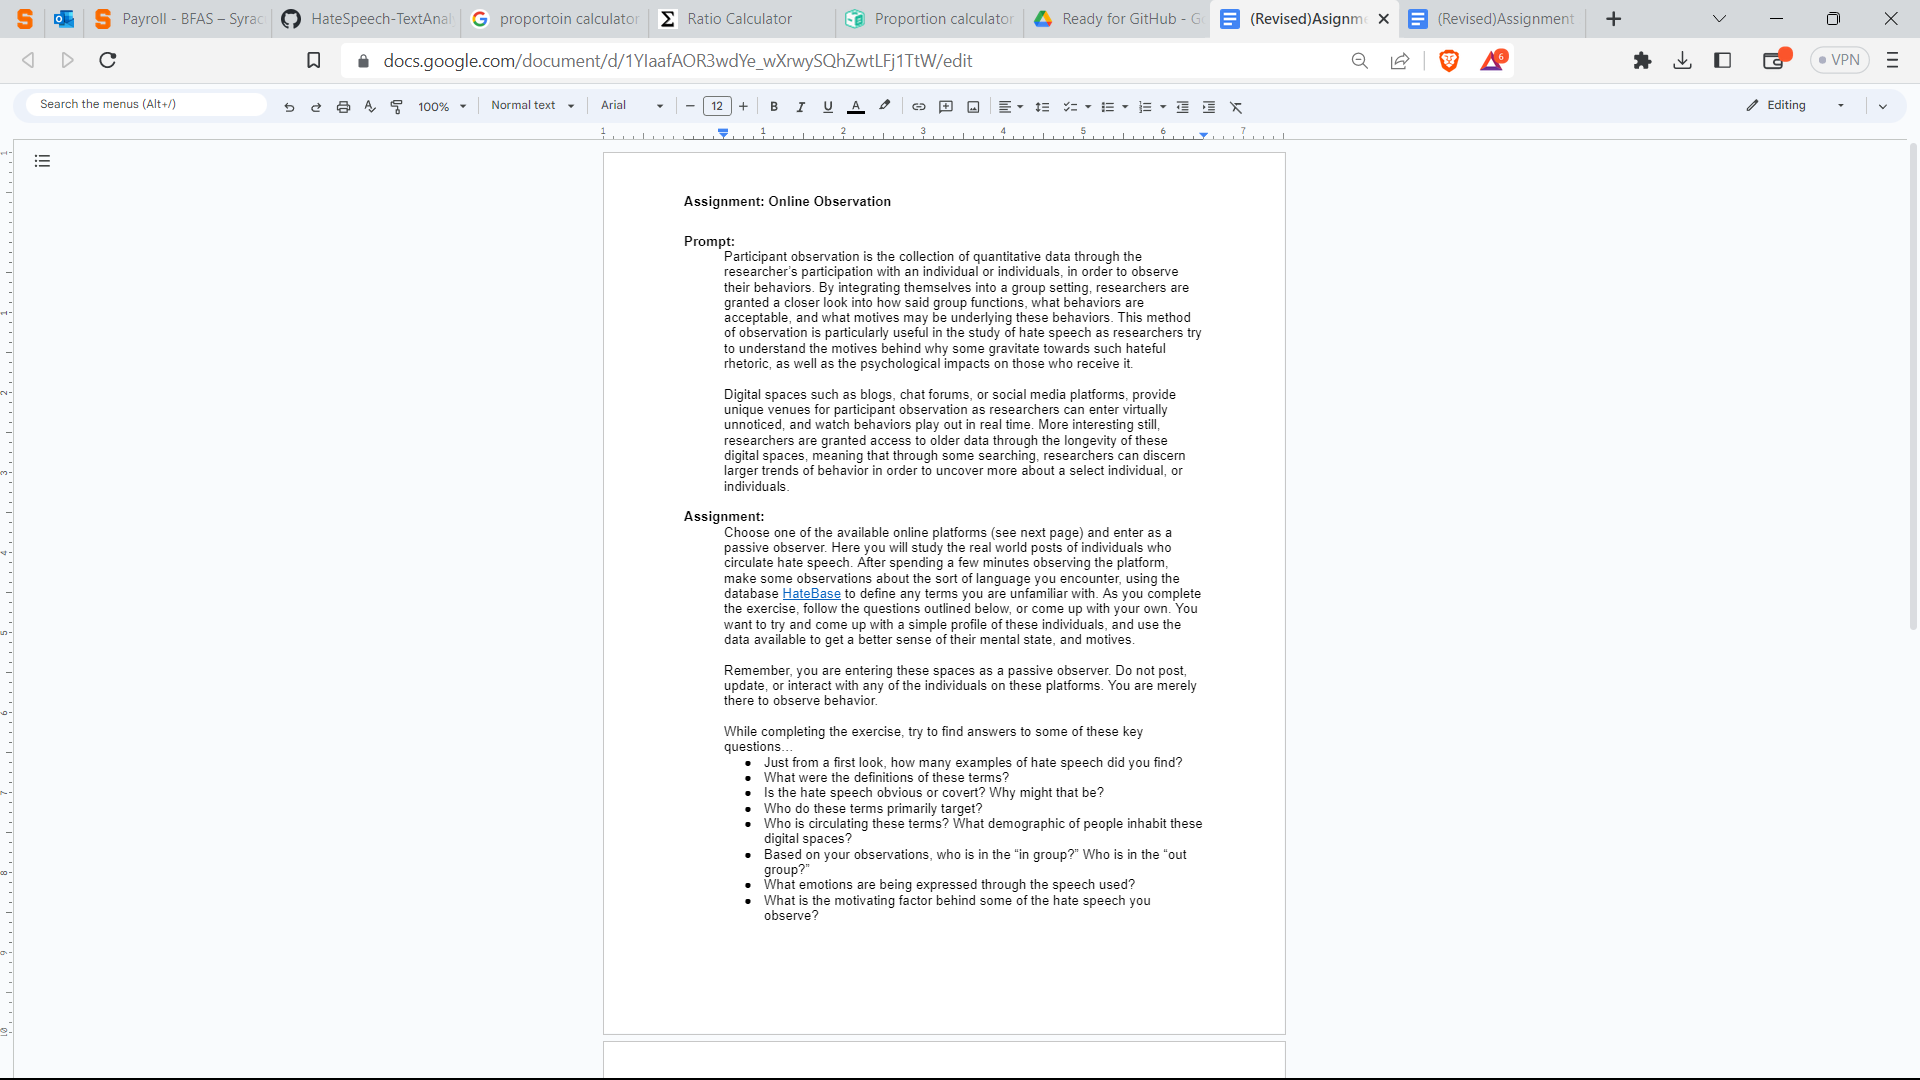 Payroll - BFAS – Syrac
HateSpeech-TextAnal
proportoin calculator
Ratio Calculator
Proportion calculator
Ready for GitHub - Go
(Revised)Asignme
(Revised)Assignment
docs.google.com/document/d/1YIaafAOR3wdYe_wXrwySQhZwtLFj1TtW/edit
6
VPN
Search the menus (Alt+/)
100%
Normal text
Arial
12
Editing
1 1 2 3 4 5 6 7
Assignment: Online Observation
Prompt:
Participant observation is the collection of quantitative data through the
researcher's participation with an individual or individuals, in order to observe
their behaviors. By integrating themselves into a group setting, researchers are
granted a closer look into how said group functions, what behaviors are
acceptable, and what motives may be underlying these behaviors. This method
of observation is particularly useful in the study of hate speech as researchers try
to understand the motives behind why some gravitate towards such hateful
rhetoric, as well as the psychological impacts on those who receive it.
Digital spaces such as blogs, chat forums, or social media platforms, provide
unique venues for participant observation as researchers can enter virtually
unnoticed, and watch behaviors play out in real time. More interesting still,
researchers are granted access to older data through the longevity of these
digital spaces, meaning that through some searching, researchers can discern
larger trends of behavior in order to uncover more about a select individual, or
individuals.
Assignment:
Choose one of the available online platforms (see next page) and enter as a
passive observer. Here you will study the real world posts of individuals who
circulate hate speech. After spending a few minutes observing the platform,
make some observations about the sort of language you encounter, using the
database HateBase to define any terms you are unfamiliar with. As you complete
the exercise, follow the questions outlined below, or come up with your own. You
want to try and come up with a simple profile of these individuals, and use the
data available to get a better sense of their mental state, and motives.
Remember, you are entering these spaces as a passive observer. Do not post,
update, or interact with any of the individuals on these platforms. You are merely
there to observe behavior.
While completing the exercise, try to find answers to some of these key
questions…
● Just from a first look, how many examples of hate speech did you find?
● What were the definitions of these terms?
● Is the hate speech obvious or covert? Why might that be?
● Who do these terms primarily target?
● Who is circulating these terms? What demographic of people inhabit these
digital spaces?
● Based on your observations, who is in the “in group?” Who is in the “out
group?”
● What emotions are being expressed through the speech used?
● What is the motivating factor behind some of the hate speech you
observe?